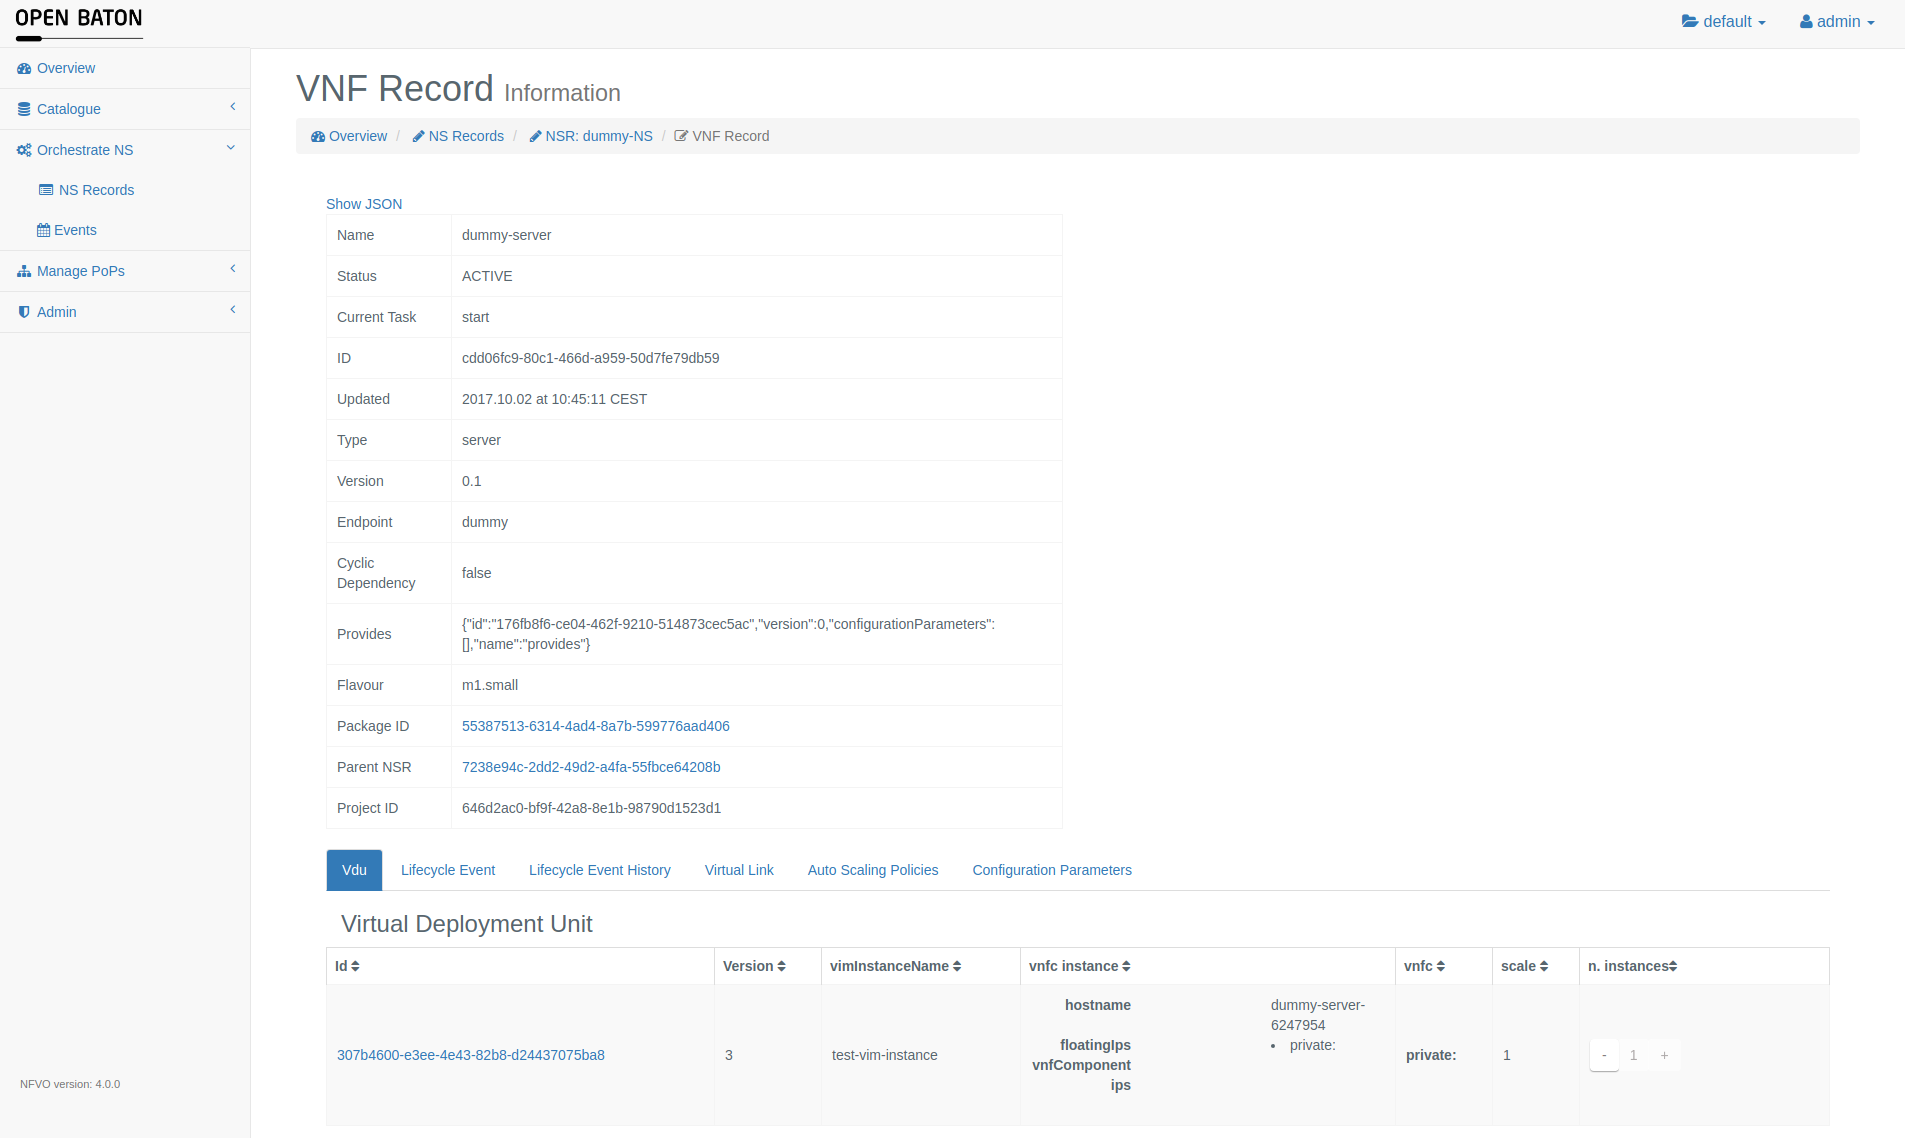 OPEN BATON
default
admin
Overview
Catalogue
Orchestrate NS
NS Records
Events
Manage PoPs
Admin
NFVO version: 4.0.0
VNF Record Information
Overview / NS Records / NSR: dummy-NS / VNF Record
Show JSON
Name dummy-server
Status ACTIVE
Current Task start
ID cdd06fc9-80c1-466d-a959-50d7fe79db59
Updated 2017.10.02 at 10:45:11 CEST
Type server
Version 0.1
Endpoint dummy
Cyclic
Dependency false
Provides {"id":"176fb8f6-ce04-462f-9210-514873cec5ac","version":0,"configurationParameters":
[],"name":"provides"}
Flavour m1.small
Package ID 55387513-6314-4ad4-8a7b-599776aad406
Parent NSR 7238e94c-2dd2-49d2-a4fa-55fbce64208b
Project ID 646d2ac0-bf9f-42a8-8e1b-98790d1523d1
Vdu Lifecycle Event Lifecycle Event History Virtual Link Auto Scaling Policies Configuration Parameters
Virtual Deployment Unit
Id Version vimInstanceName vnfc instance vnfc scale n. instances
hostname dummy-server-
6247954
floatingIps • private:
307b4600-e3ee-4e43-82b8-d24437075ba8 3 test-vim-instance private: 1 - 1 +
vnfComponent
ips